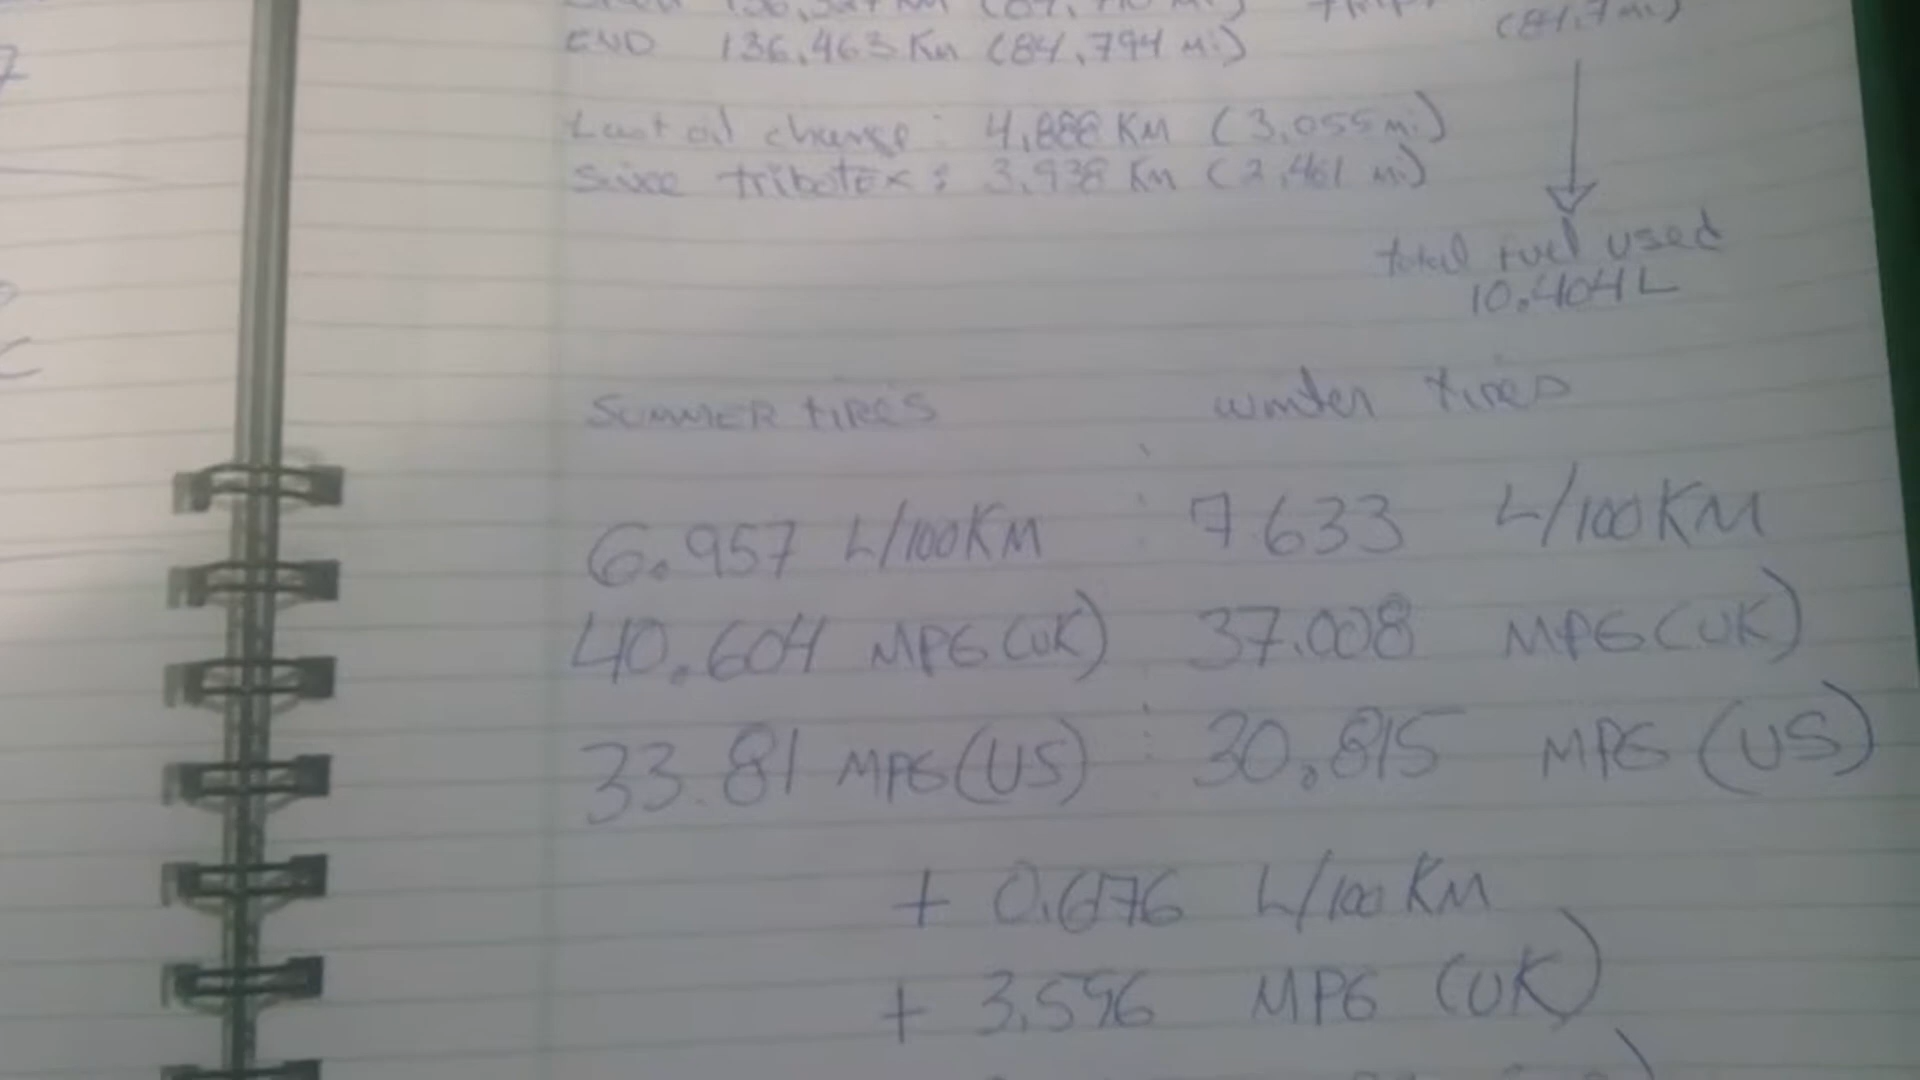 END 136,463 Km (84,794 mi)
(84.7 mi)
Last oil change : 4,888 KM (3,055 mi)
Since tribotex : 3,938 Km (2,461 mi)
total fuel used
10.404 L
SUMMER TIRES winter tires
6.957 L/100KM : 7 633 L/100KM
40.604 MPG (UK) 37.008 MPG (UK)
33.81 MPG (US) : 30.815 MPG (US)
+ 0.676 L/100 KM
+ 3.596 MPG (UK)